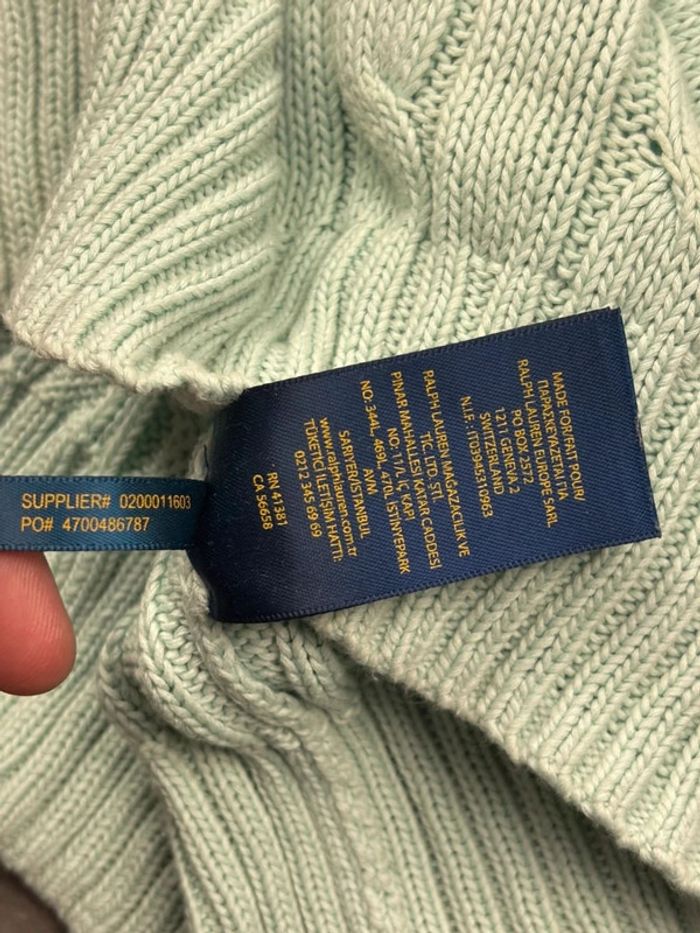 SUPPLIER# 0200011603
PO# 4700486787
MADE FOR/FAIT POUR/
ΠΑΡΑΣΚΕΥΑΖΕΤΑΙ ΓΙΑ
RALPH LAUREN EUROPE SARL
PO BOX 2572
1211 GENEVA 2
SWITZERLAND
N.I.F. IT03942310963
RALPH LAUREN MAĞAZACILIK VE
TİC. LTD. ŞTİ.
PINAR MAHALLESİ KATAR CADDESİ
NO. 11/A, İÇ KAPI
NO: 344L, 469L, 470L İSTİNYEPARK
AVM
SARIYER/İSTANBUL
www.ralphlauren.com.tr
TÜKETİCİ İLETİŞİM HATTI:
0212 345 69 69
RN 41381
CA 56658